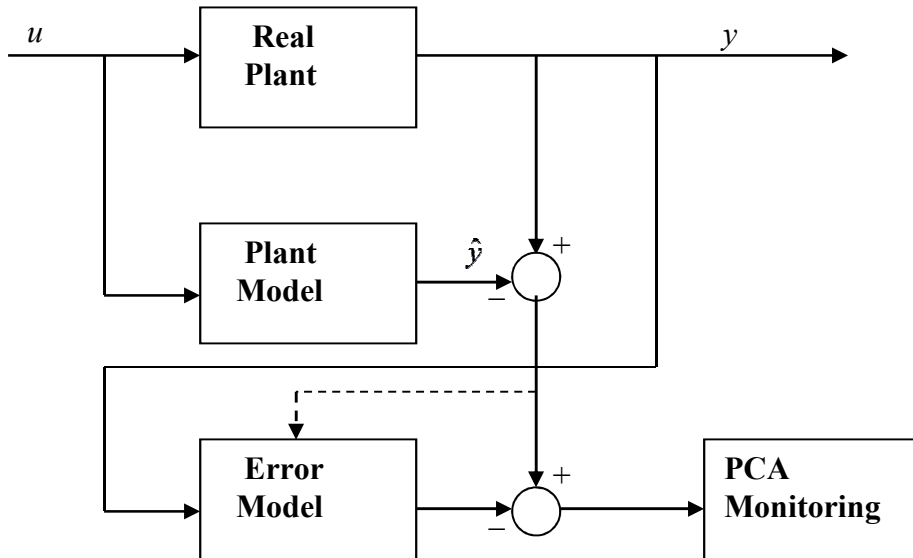 u
Real
Plant
y
+
Plant
Model
ŷ
−
Error
Model
+
−
PCA
Monitoring